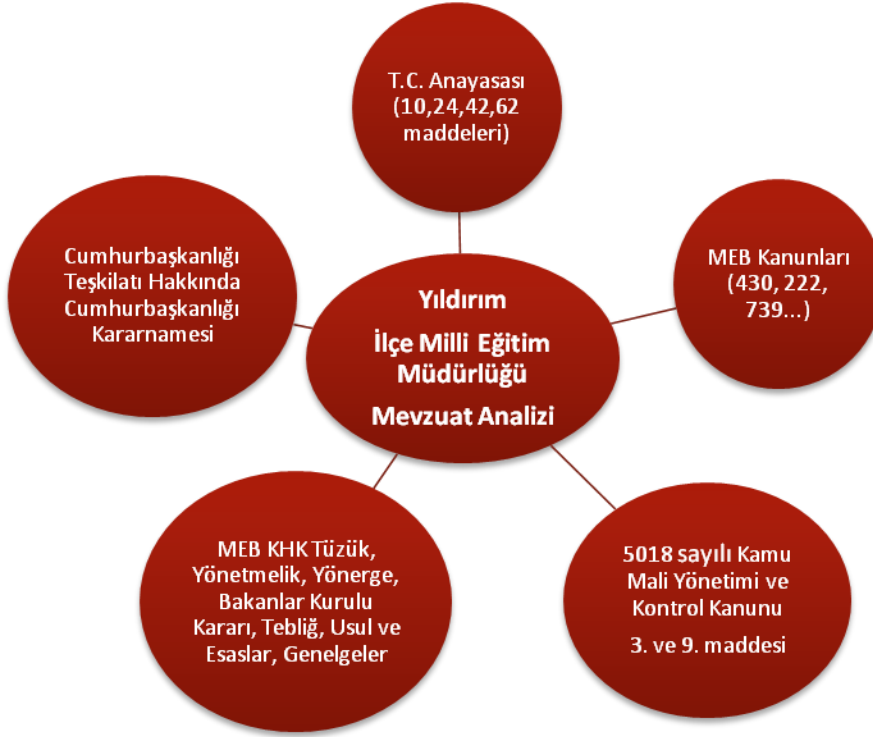 T.C. Anayasası
(10,24,42,62
maddeleri)
MEB Kanunları
(430, 222,
739...)
5018 sayılı Kamu
Mali Yönetimi ve
Kontrol Kanunu
3. ve 9. maddesi
MEB KHK Tüzük,
Yönetmelik, Yönerge,
Bakanlar Kurulu
Kararı, Tebliğ, Usul ve
Esaslar, Genelgeler
Cumhurbaşkanlığı
Teşkilatı Hakkında
Cumhurbaşkanlığı
Kararnamesi
Yıldırım
İlçe Milli Eğitim
Müdürlüğü
Mevzuat Analizi